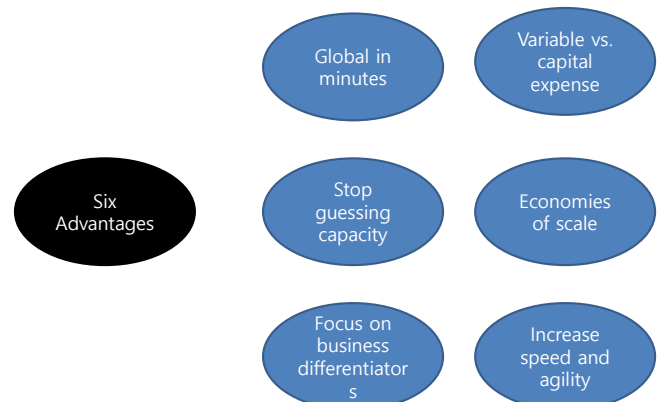 Global in
minutes
Variable vs.
capital
expense
Six
Advantages
Stop
guessing
capacity
Economies
of scale
Focus on
business
differentiator
s
Increase
speed and
agility